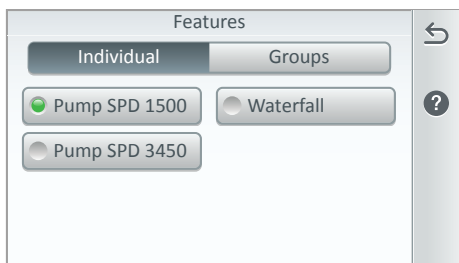 Features
Individual Groups
Pump SPD 1500 Waterfall
Pump SPD 3450
?